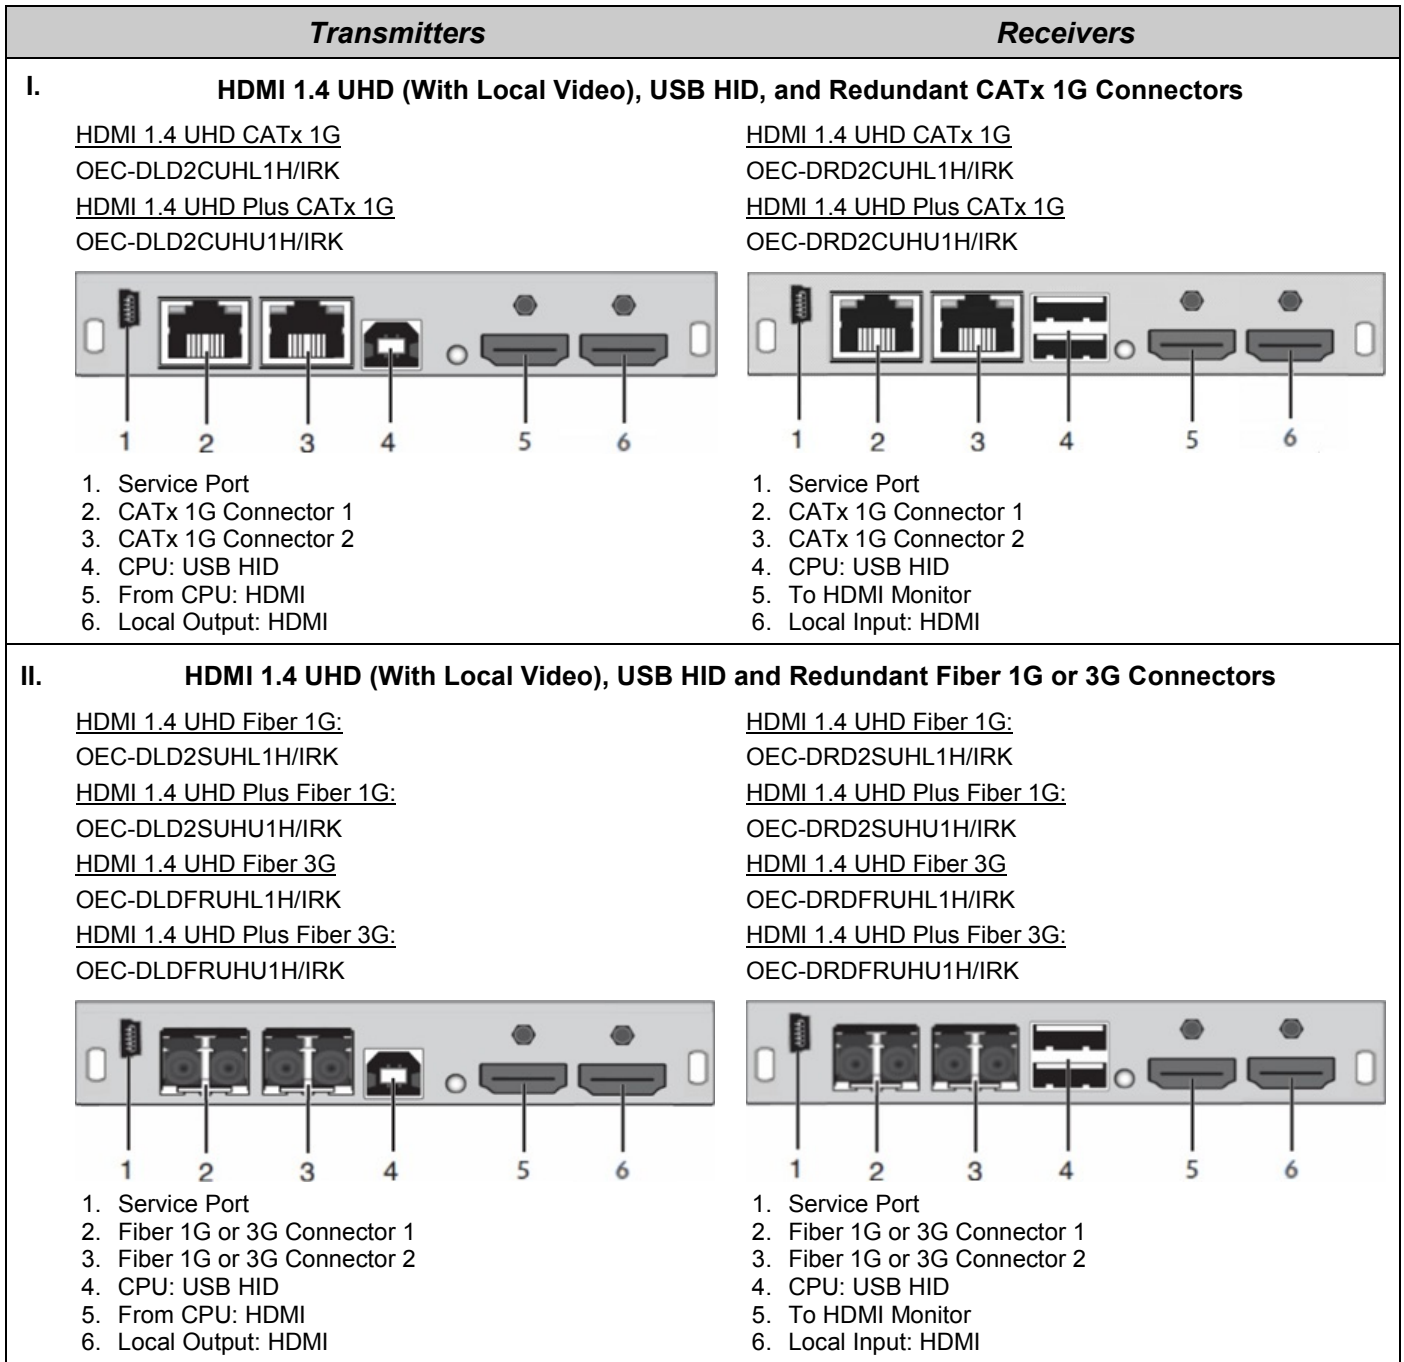 Transmitters
Receivers
I.
HDMI 1.4 UHD (With Local Video), USB HID, and Redundant CATx 1G Connectors
HDMI 1.4 UHD CATx 1G
OEC-DLD2CUHL1H/IRK
HDMI 1.4 UHD Plus CATx 1G
OEC-DLD2CUHU1H/IRK
1 2 3 4 5 6
1. Service Port
2. CATx 1G Connector 1
3. CATx 1G Connector 2
4. CPU: USB HID
5. From CPU: HDMI
6. Local Output: HDMI
HDMI 1.4 UHD CATx 1G
OEC-DRD2CUHL1H/IRK
HDMI 1.4 UHD Plus CATx 1G
OEC-DRD2CUHU1H/IRK
1 2 3 4 5 6
1. Service Port
2. CATx 1G Connector 1
3. CATx 1G Connector 2
4. CPU: USB HID
5. To HDMI Monitor
6. Local Input: HDMI
II.
HDMI 1.4 UHD (With Local Video), USB HID and Redundant Fiber 1G or 3G Connectors
HDMI 1.4 UHD Fiber 1G:
OEC-DLD2SUHL1H/IRK
HDMI 1.4 UHD Plus Fiber 1G:
OEC-DLD2SUHU1H/IRK
HDMI 1.4 UHD Fiber 3G
OEC-DLDFRUHL1H/IRK
HDMI 1.4 UHD Plus Fiber 3G:
OEC-DLDFRUHU1H/IRK
1 2 3 4 5 6
1. Service Port
2. Fiber 1G or 3G Connector 1
3. Fiber 1G or 3G Connector 2
4. CPU: USB HID
5. From CPU: HDMI
6. Local Output: HDMI
HDMI 1.4 UHD Fiber 1G:
OEC-DRD2SUHL1H/IRK
HDMI 1.4 UHD Plus Fiber 1G:
OEC-DRD2SUHU1H/IRK
HDMI 1.4 UHD Fiber 3G
OEC-DRDFRUHL1H/IRK
HDMI 1.4 UHD Plus Fiber 3G:
OEC-DRDFRUHU1H/IRK
1 2 3 4 5 6
1. Service Port
2. Fiber 1G or 3G Connector 1
3. Fiber 1G or 3G Connector 2
4. CPU: USB HID
5. To HDMI Monitor
6. Local Input: HDMI